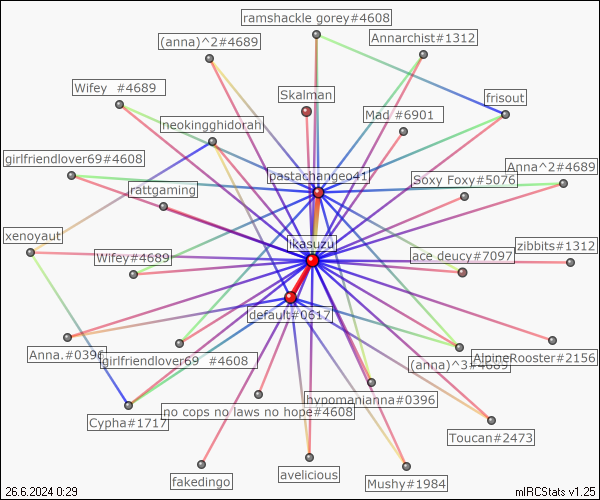 ramshackle gorey#4608
Annarchist#1312
(anna)^2#4689
Wifey #4689
Skalman
frisout
Mad #6901
neokingghidorah
girlfriendlover69#4608
Anna^2#4689
pastachangeo41
Soxy Foxy#5076
rattgaming
xenoyaut
ikasuzu
zibbits#1312
ace deucy#7097
Wifey#4689
default#0617
Anna.#0396
girlfriendlover69 #4608
AlpineRooster#2156
(anna)^3#4689
hypomanianna#0396
no cops no laws no hope#4608
Cypha#1717
Toucan#2473
avelicious
fakedingo
Mushy#1984
26.6.2024 0:29
mIRCStats v1.25